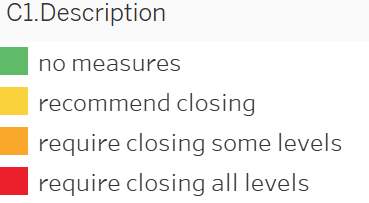 C1.Description
no measures
recommend closing
require closing some levels
require closing all levels